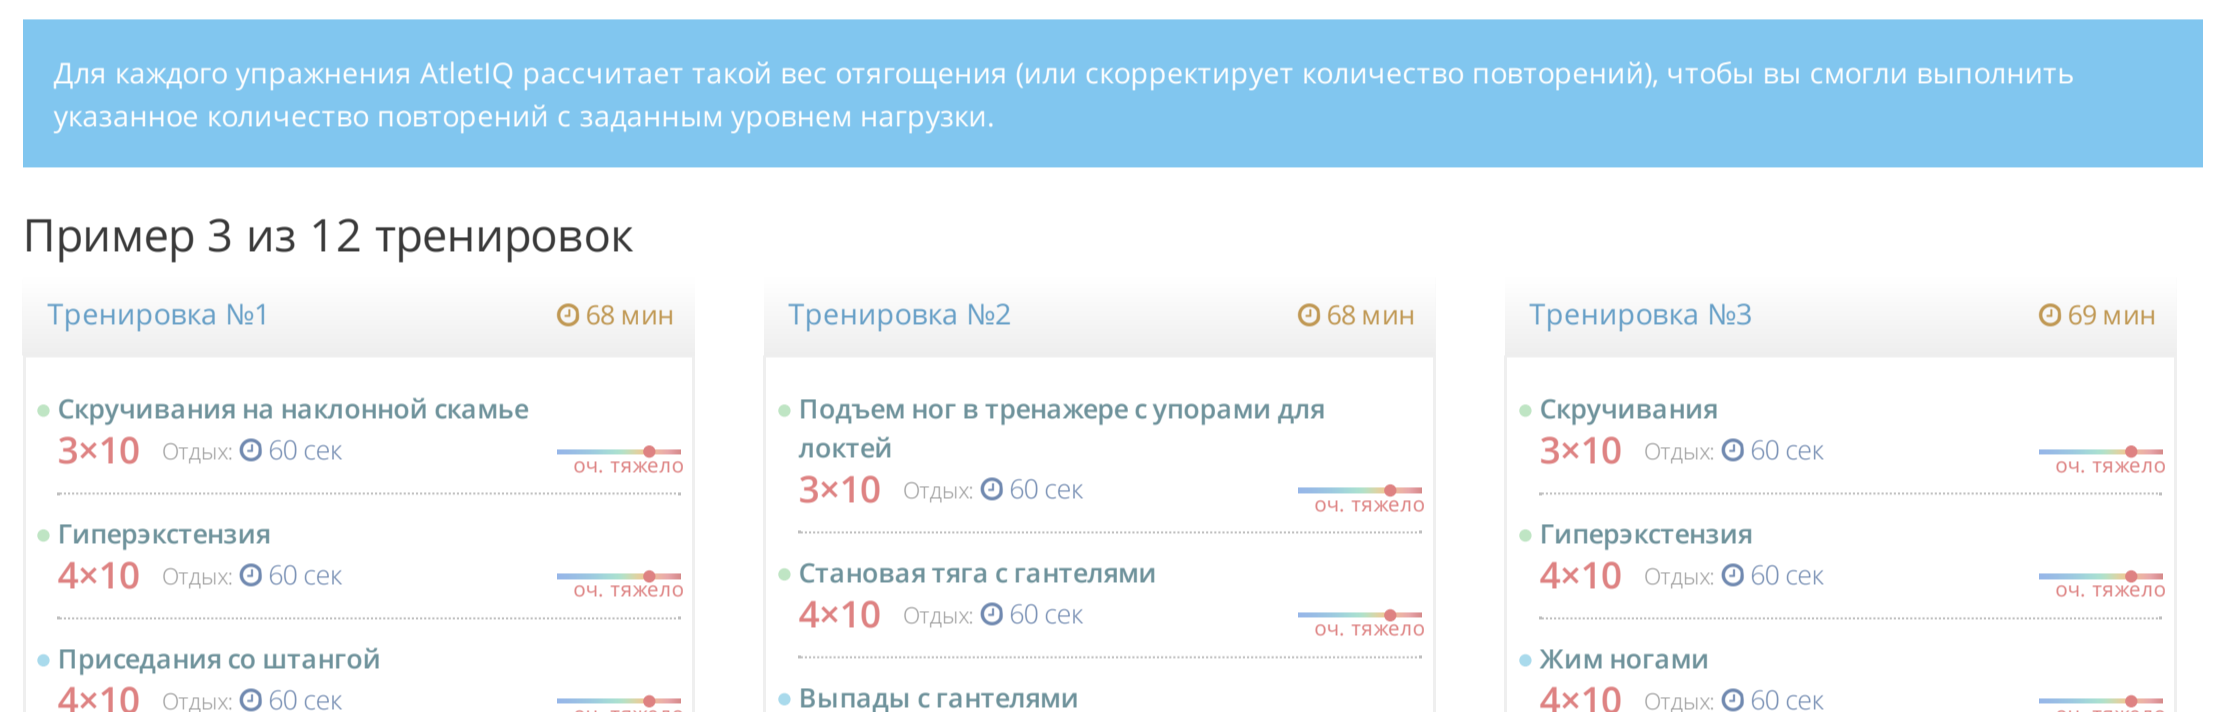 Для каждого упражнения AtletIQ рассчитает такой вес отягощения (или скорректирует количество повторений), чтобы вы смогли выполнить
указанное количество повторений с заданным уровнем нагрузки.
Пример 3 из 12 тренировок
Тренировка №1
68 мин
Скручивания на наклонной скамье
3×10 Отдых: 60 сек
оч. тяжело
Гиперэкстензия
4×10 Отдых: 60 сек
оч. тяжело
Приседания со штангой
4×10 Отдых: 60 сек
Тренировка №2
68 мин
Подъем ног в тренажере с упорами для
локтей
3×10 Отдых: 60 сек
оч. тяжело
Становая тяга с гантелями
4×10 Отдых: 60 сек
оч. тяжело
Выпады с гантелями
Тренировка №3
69 мин
Скручивания
3×10 Отдых: 60 сек
оч. тяжело
Гиперэкстензия
4×10 Отдых: 60 сек
оч. тяжело
Жим ногами
4×10 Отдых: 60 сек